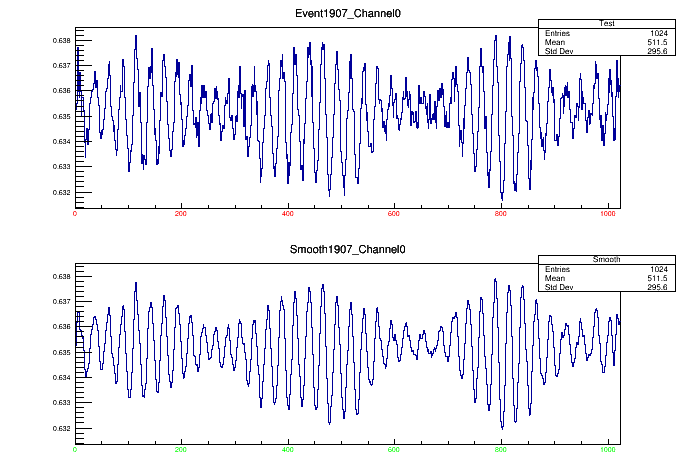 Event1907_Channel0
Test
Entries 1024
Mean 511.5
Std Dev 295.6
0.638
0.637
0.636
0.635
0.634
0.633
0.632
0 200 400 600 800 1000
Smooth1907_Channel0
Smooth
Entries 1024
Mean 511.5
Std Dev 295.6
0.638
0.637
0.636
0.635
0.634
0.633
0.632
0 200 400 600 800 1000